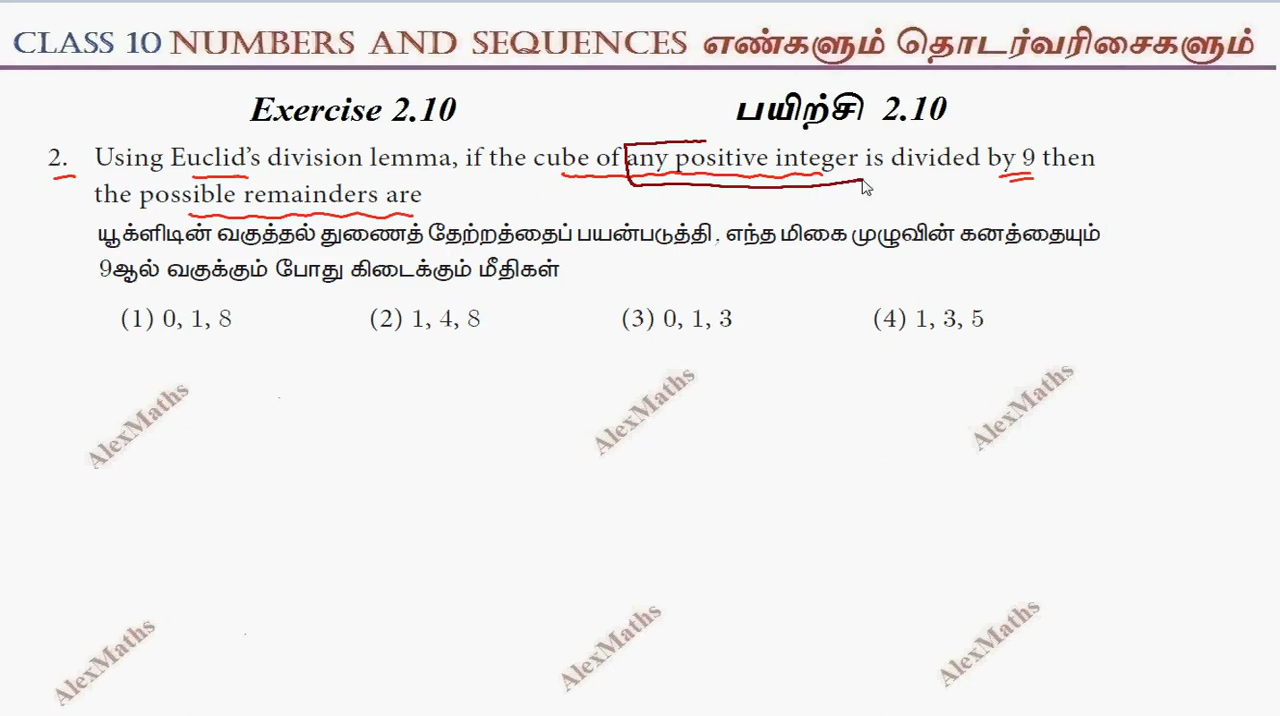 CLASS 10 NUMBERS AND SEQUENCES எண்களும் தொடர்வரிசைகளும்
Exercise 2.10 பயிற்சி 2.10
2. Using Euclid's division lemma, if the cube of any positive integer is divided by 9 then
the possible remainders are
யூக்ளிடின் வகுத்தல் துணைத் தேற்றத்தைப் பயன்படுத்தி, எந்த மிகை முழுவின் கனத்தையும்
9ஆல் வகுக்கும் போது கிடைக்கும் மீதிகள்
(1) 0, 1, 8 (2) 1, 4, 8 (3) 0, 1, 3 (4) 1, 3, 5
AlexMaths AlexMaths AlexMaths
AlexMaths AlexMaths AlexMaths